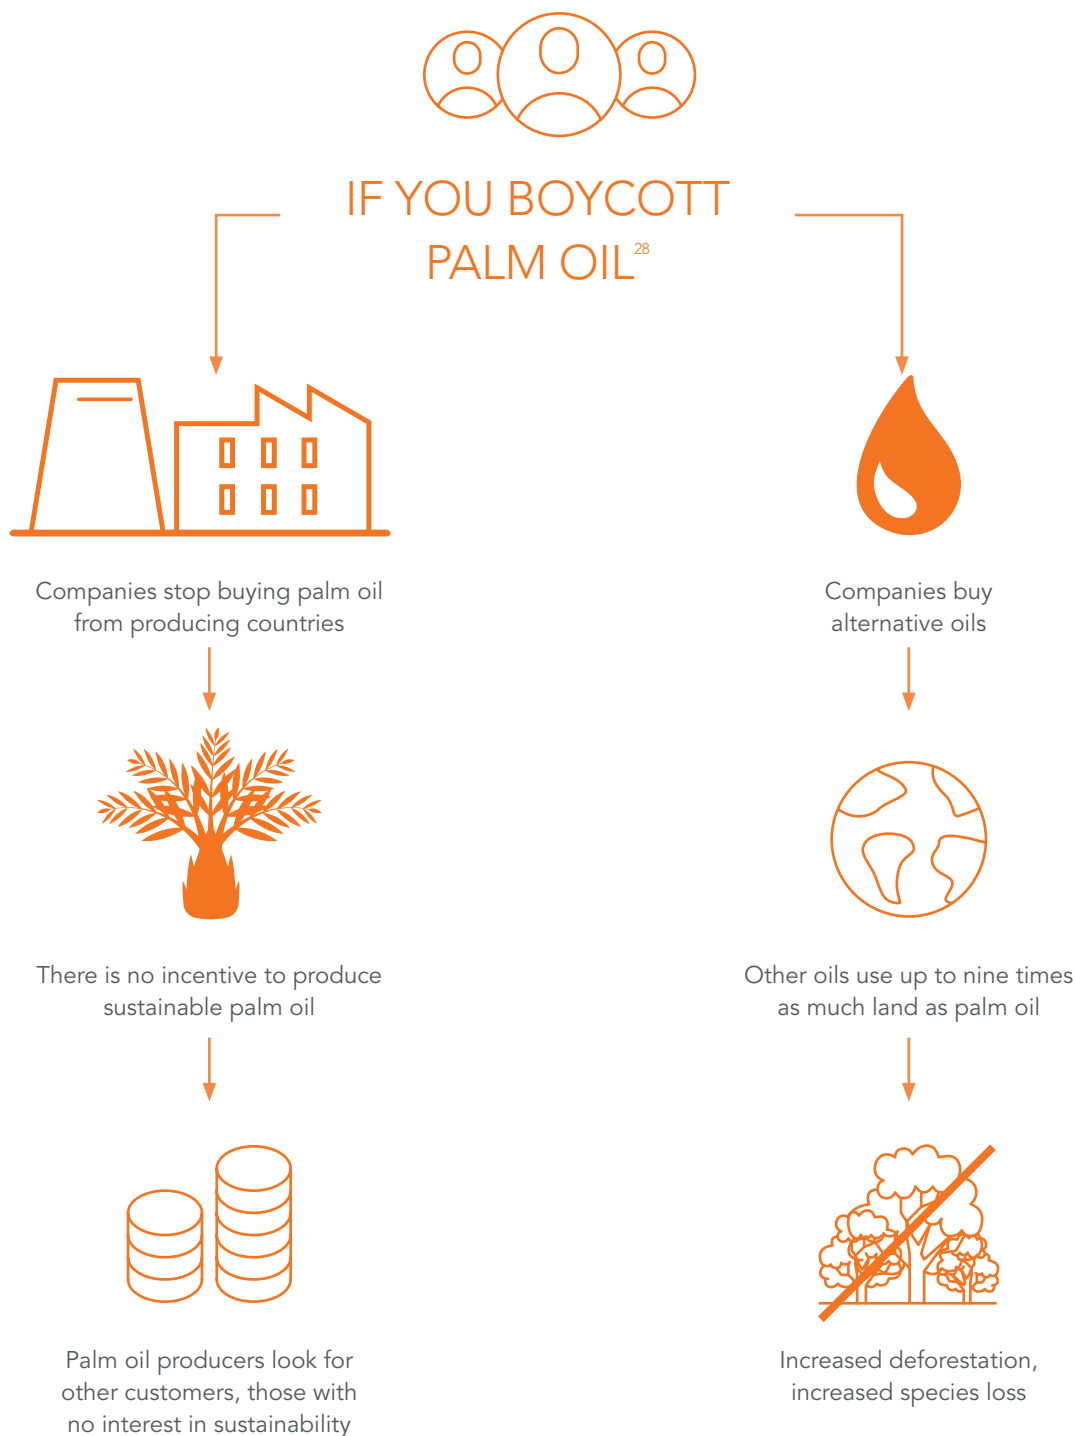 IF YOU BOYCOTT
PALM OIL28
Companies stop buying palm oil
from producing countries
Companies buy
alternative oils
There is no incentive to produce
sustainable palm oil
Other oils use up to nine times
as much land as palm oil
Palm oil producers look for
other customers, those with
no interest in sustainability
Increased deforestation,
increased species loss